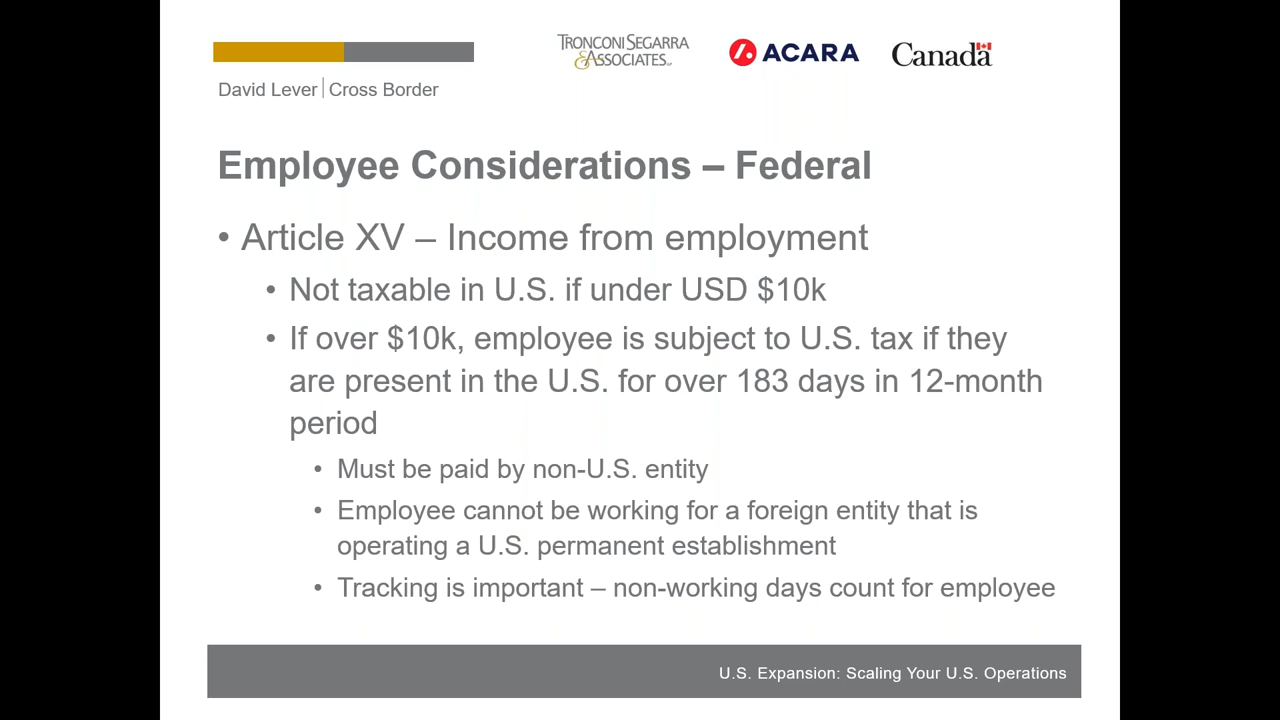 TRONCONI SEGARRA
& ASSOCIATES LLP
ACARA
Canada
David Lever | Cross Border
Employee Considerations – Federal
• Article XV – Income from employment
• Not taxable in U.S. if under USD $10k
• If over $10k, employee is subject to U.S. tax if they
are present in the U.S. for over 183 days in 12-month
period
• Must be paid by non-U.S. entity
• Employee cannot be working for a foreign entity that is
operating a U.S. permanent establishment
• Tracking is important – non-working days count for employee
U.S. Expansion: Scaling Your U.S. Operations